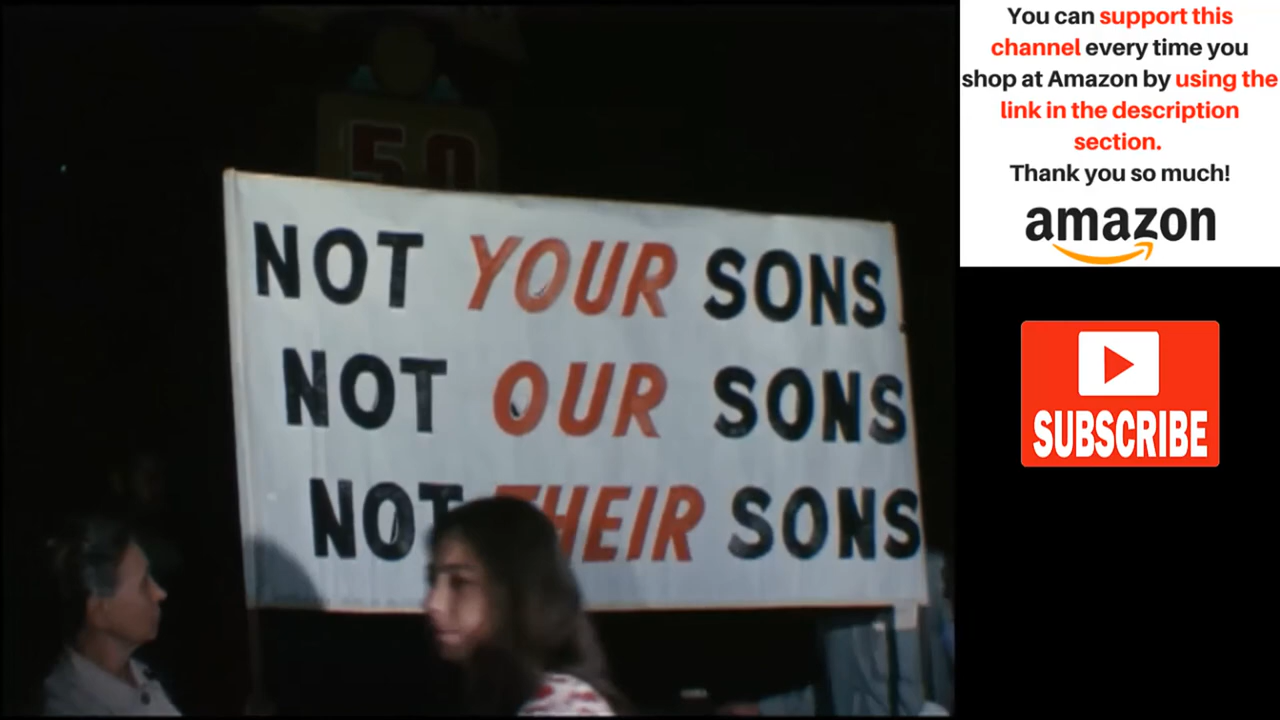 50
NOT YOUR SONS
NOT OUR SONS
NOT THEIR SONS
You can support this
channel every time you
shop at Amazon by using the
link in the description
section.
Thank you so much!
amazon
SUBSCRIBE